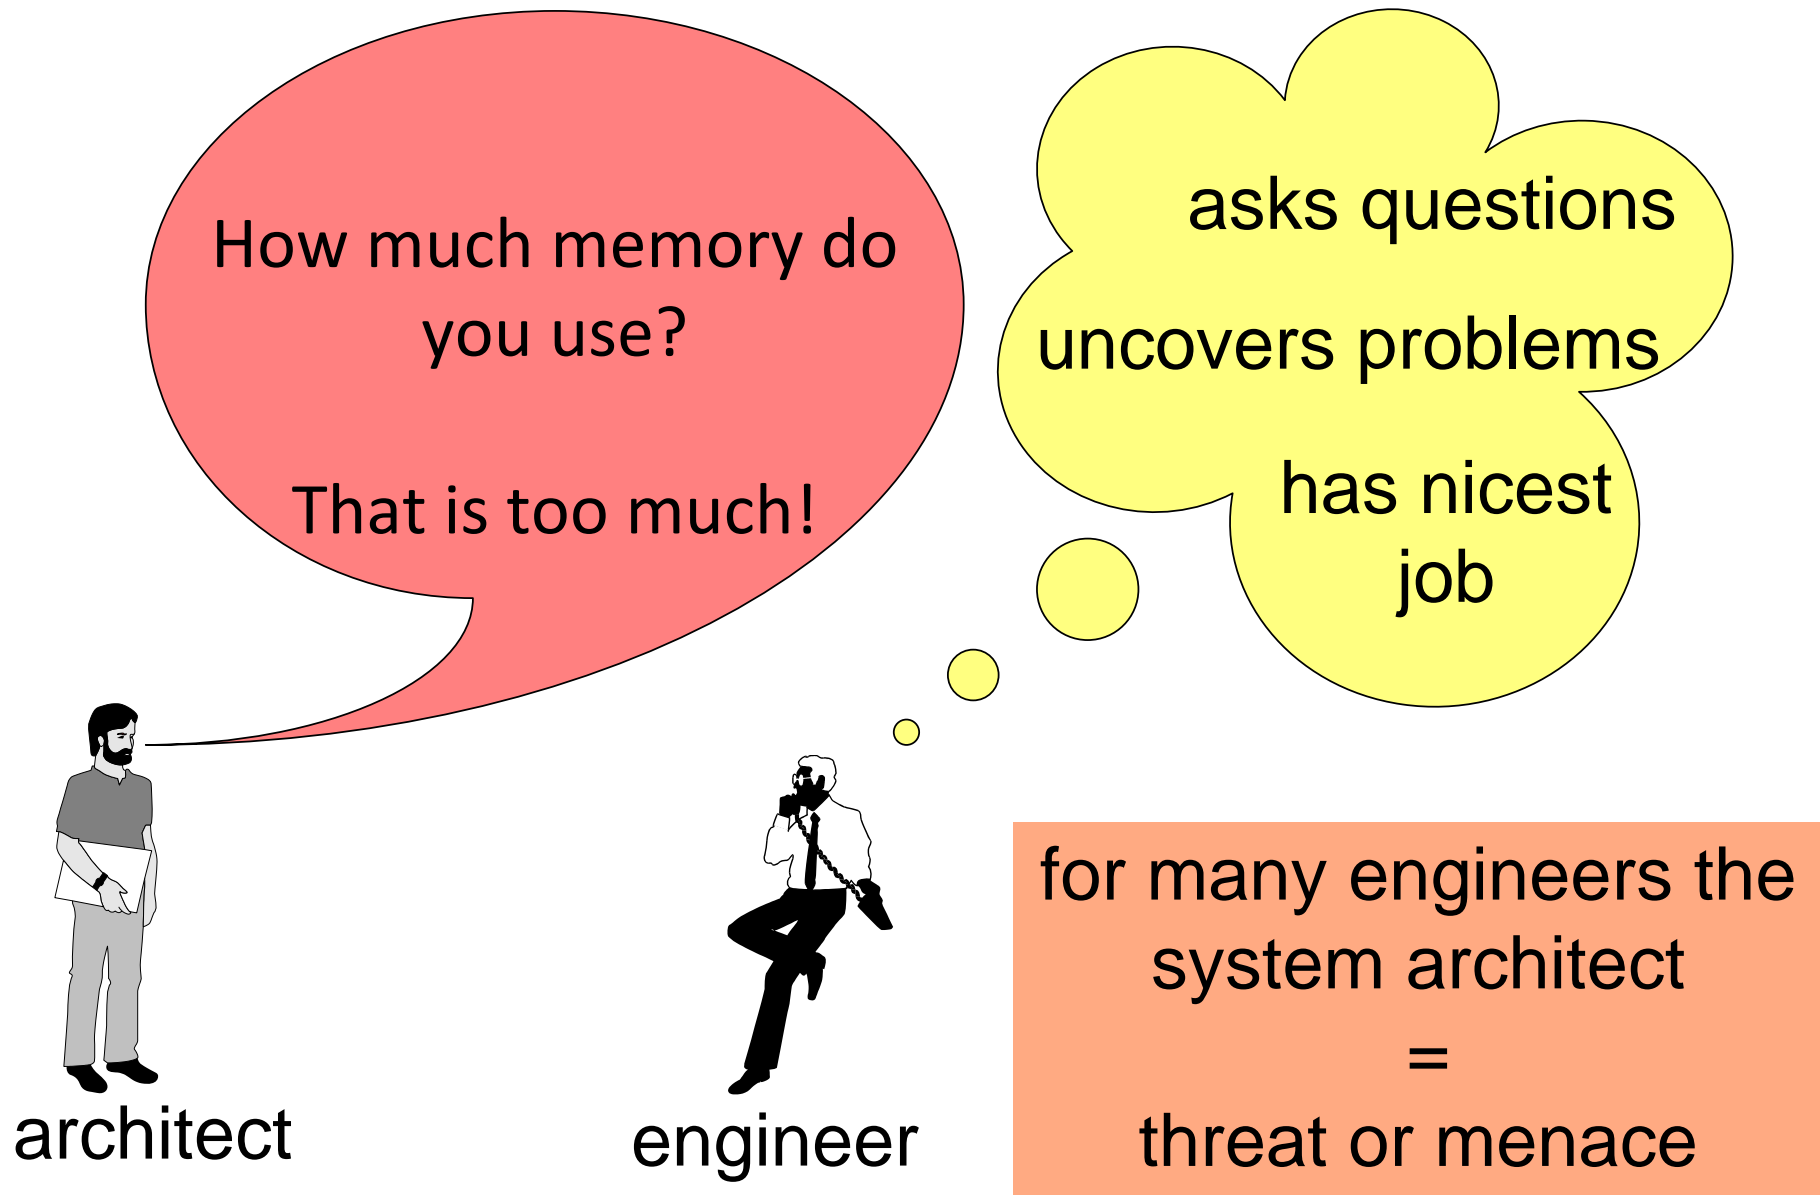 How much memory do
you use?
That is too much!
asks questions
uncovers problems
has nicest
job
architect
engineer
for many engineers the
system architect
=
threat or menace